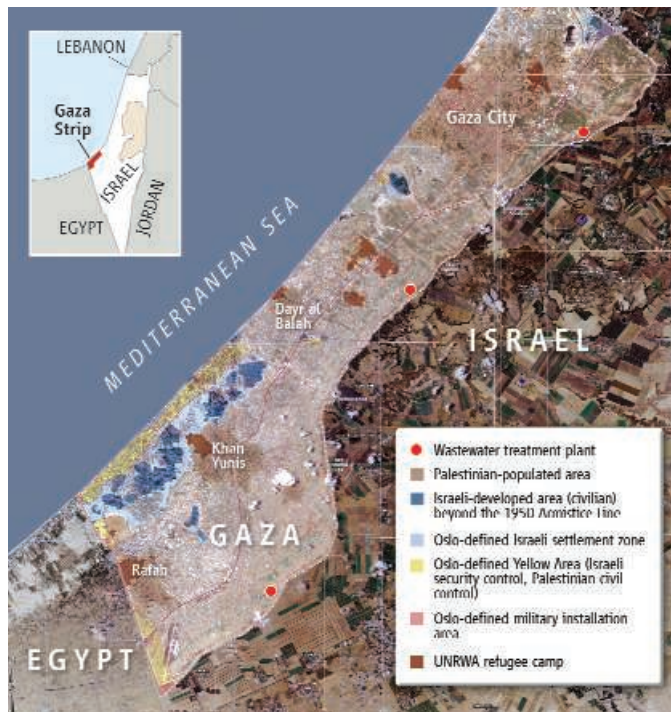 LEBANON
Gaza
Strip
ISRAEL
JORDAN
EGYPT
MEDITERRANEAN SEA
Gaza City
Dayr al
Balah
ISRAEL
Khan
Yunis
GAZA
Rafah
EGYPT
Wastewater treatment plant
Palestinian-populated area
Israeli-developed area (civilian)
beyond the 1950 Armistice Line
Oslo-defined Israeli settlement zone
Oslo-defined Yellow Area (Israeli
security control, Palestinian civil
control)
Oslo-defined military installation
area
UNRWA refugee camp